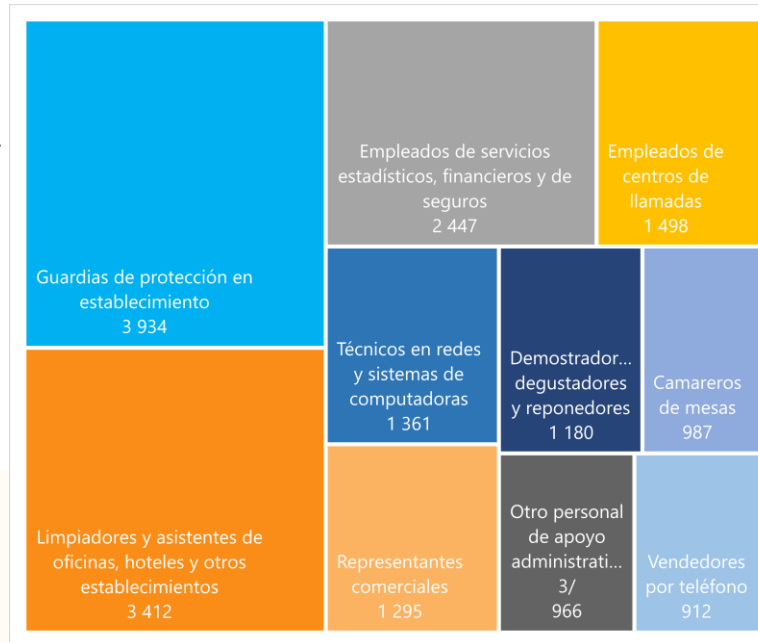 Guardias de protección en
establecimiento
3 934
Limpiadores y asistentes de
oficinas, hoteles y otros
establecimientos
3 412
Empleados de servicios
estadísticos, financieros y de
seguros
2 447
Empleados de
centros de
llamadas
1 498
Técnicos en redes
y sistemas de
computadoras
1 361
Demostrador...
degustadores
y reponedores
1 180
Camareros
de mesas
987
Representantes
comerciales
1 295
Otro personal
de apoyo
administrati...
3/
966
Vendedores
por teléfono
912